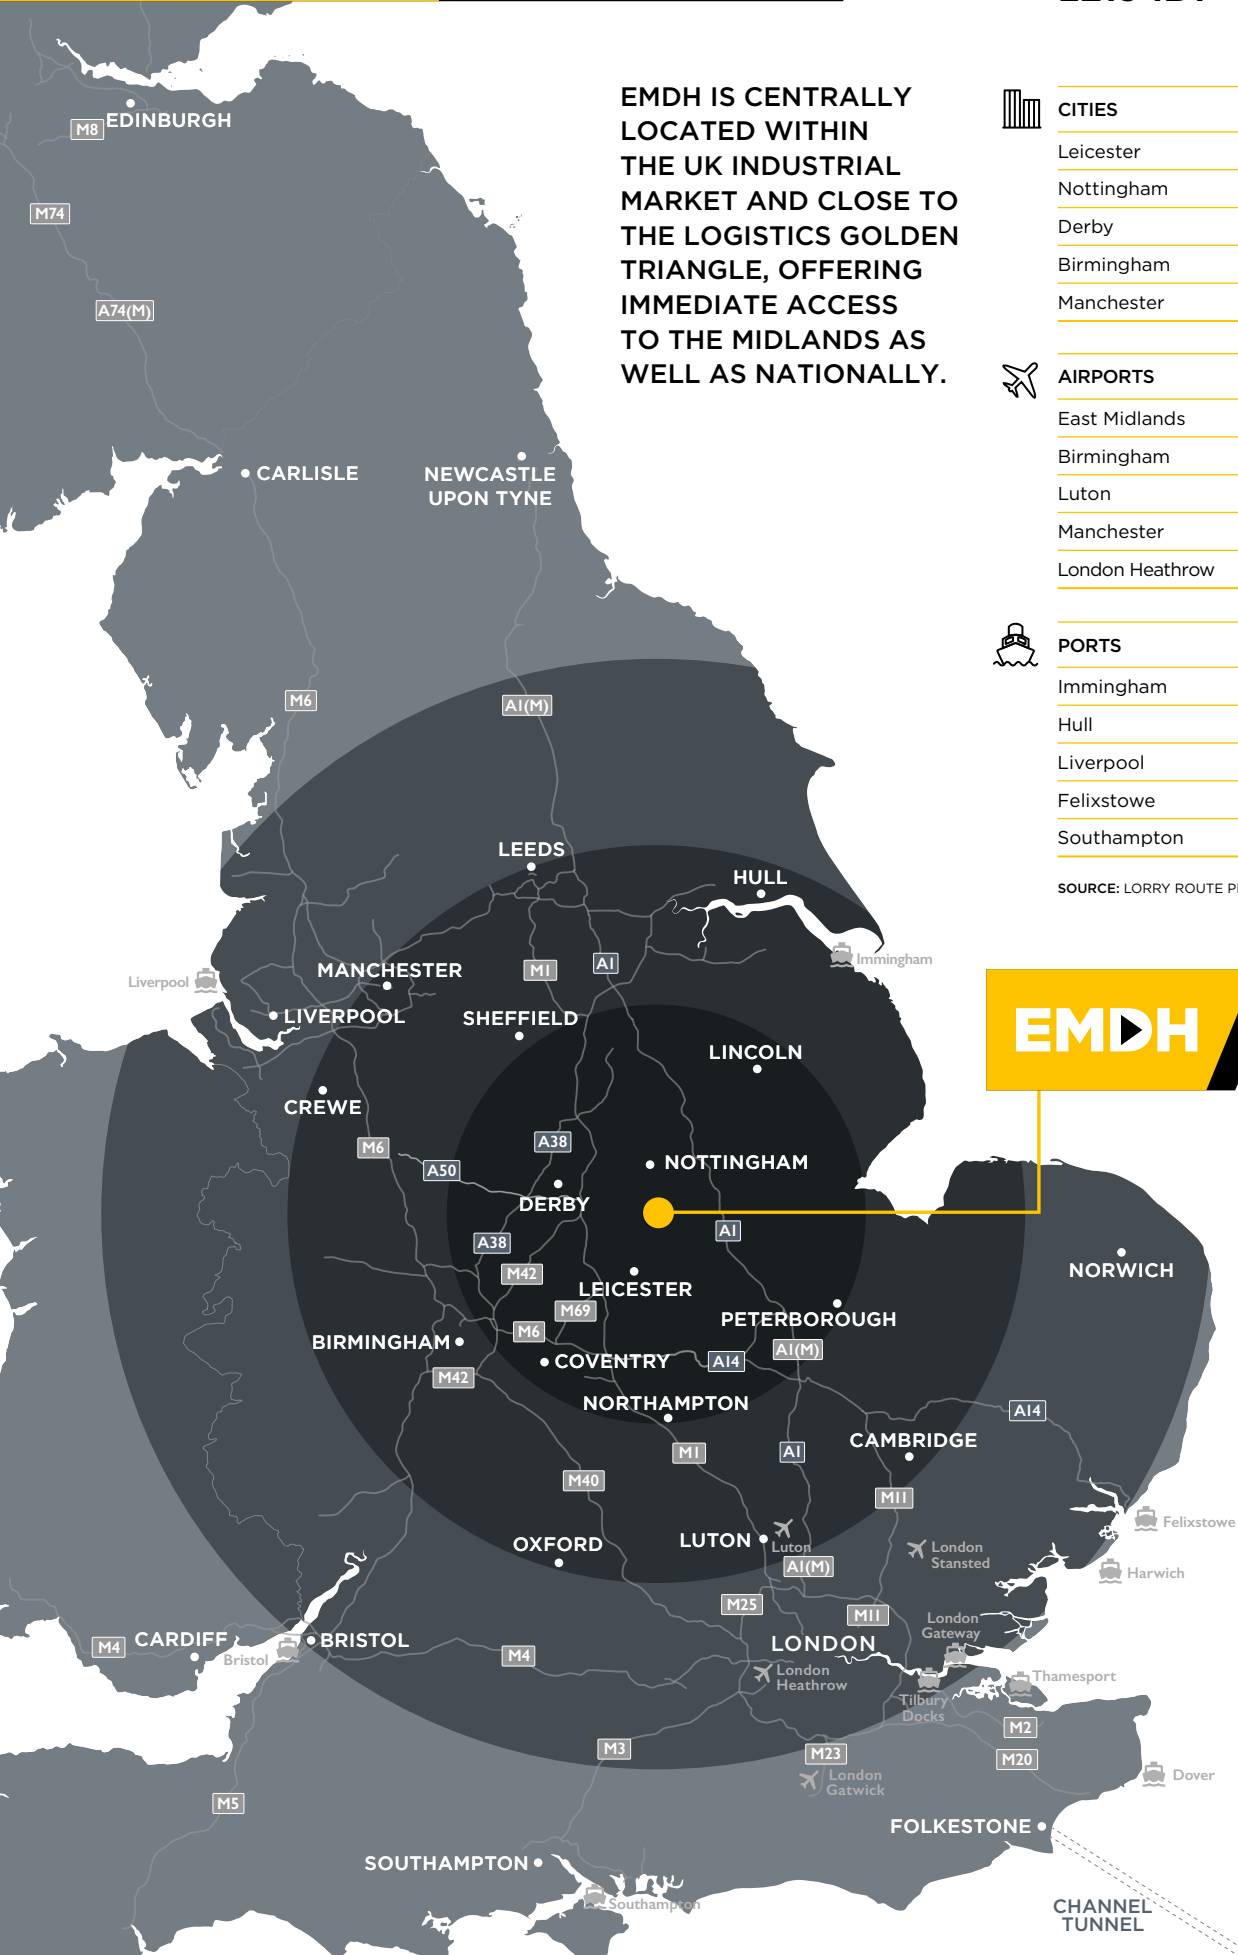 EMDH IS CENTRALLY
LOCATED WITHIN
THE UK INDUSTRIAL
MARKET AND CLOSE TO
THE LOGISTICS GOLDEN
TRIANGLE, OFFERING
IMMEDIATE ACCESS
TO THE MIDLANDS AS
WELL AS NATIONALLY.
CITIES
Leicester
Nottingham
Derby
Birmingham
Manchester
AIRPORTS
East Midlands
Birmingham
Luton
Manchester
London Heathrow
PORTS
Immingham
Hull
Liverpool
Felixstowe
Southampton
SOURCE: LORRY ROUTE
EMDH
EDINBURGH
M8
M74
A74(M)
CARLISLE
NEWCASTLE
UPON TYNE
M6
A1(M)
LEEDS
HULL
Immingham
MANCHESTER
M1
A1
Liverpool
LIVERPOOL
SHEFFIELD
LINCOLN
CREWE
M6
A38
A50
NOTTINGHAM
DERBY
A1
A38
M42
LEICESTER
NORWICH
M69
PETERBOROUGH
M6
BIRMINGHAM
A1(M)
COVENTRY
A14
M42
NORTHAMPTON
A14
CAMBRIDGE
M1
A1
M40
M11
Felixstowe
OXFORD
LUTON
Luton
London
Stansted
A1(M)
Harwich
M25
M11
London
Gateway
M4
CARDIFF
Bristol
BRISTOL
M4
LONDON
London
Heathrow
Thamesport
Tilbury
Docks
M2
M3
M23
M20
London
Gatwick
Dover
M5
FOLKESTONE
SOUTHAMPTON
Southampton
CHANNEL
TUNNEL